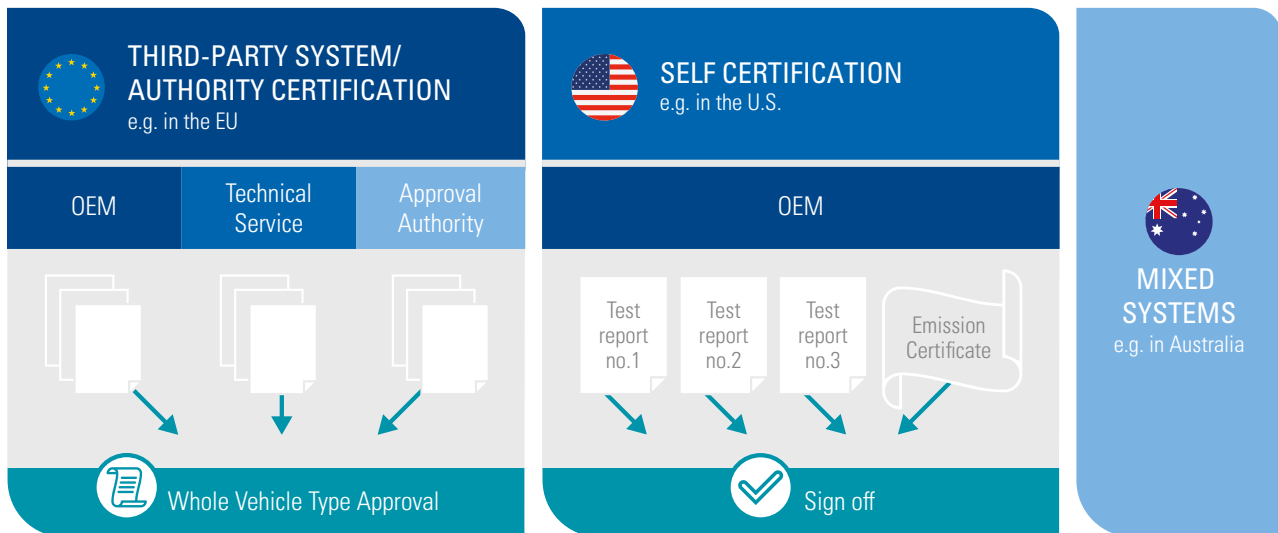 THIRD-PARTY SYSTEM/
AUTHORITY CERTIFICATION
e.g. in the EU
OEM
Technical
Service
Approval
Authority
Whole Vehicle Type Approval
SELF CERTIFICATION
e.g. in the U.S.
OEM
Test
report
no.1
Test
report
no.2
Test
report
no.3
Emission
Certificate
Sign off
MIXED
SYSTEMS
e.g. in Australia